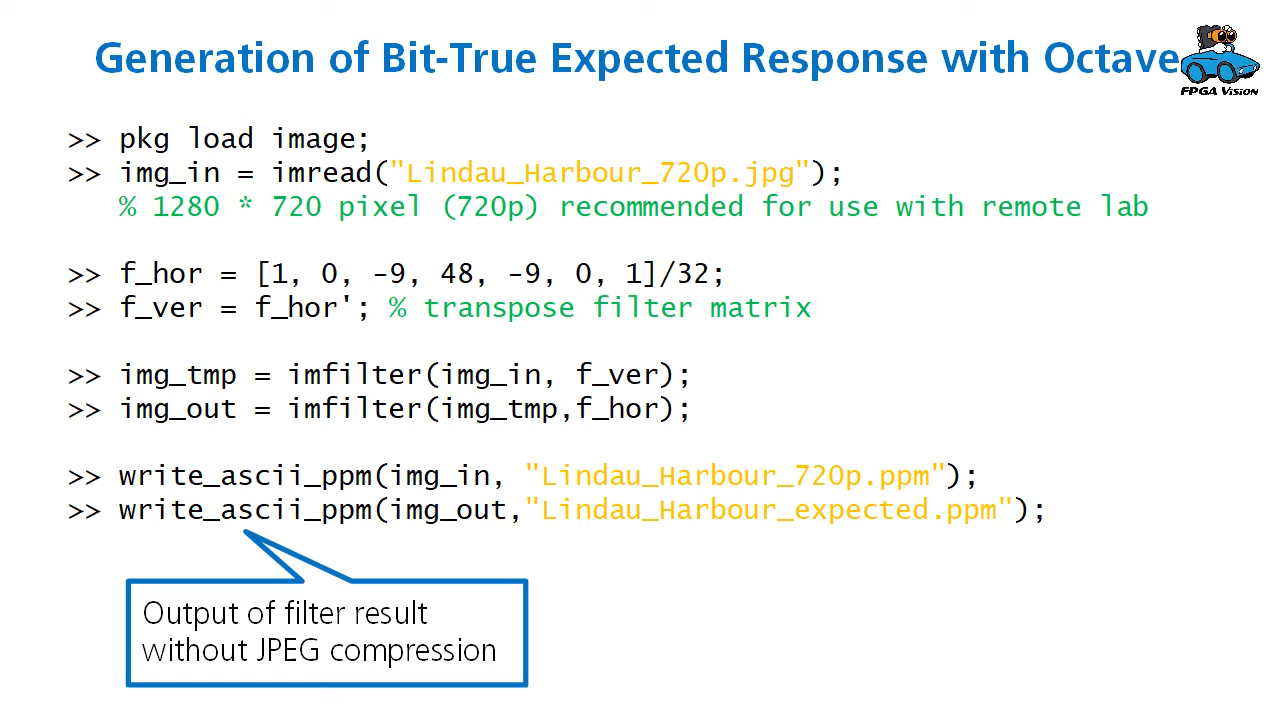 Generation of Bit-True Expected Response with Octave
FPGA Vision
>> pkg load image;
>> img_in = imread("Lindau_Harbour_720p.jpg");
% 1280 * 720 pixel (720p) recommended for use with remote lab
>> f_hor = [1, 0, -9, 48, -9, 0, 1]/32;
>> f_ver = f_hor'; % transpose filter matrix
>> img_tmp = imfilter(img_in, f_ver);
>> img_out = imfilter(img_tmp,f_hor);
>> write_ascii_ppm(img_in, "Lindau_Harbour_720p.ppm");
>> write_ascii_ppm(img_out,"Lindau_Harbour_expected.ppm");
Output of filter result
without JPEG compression